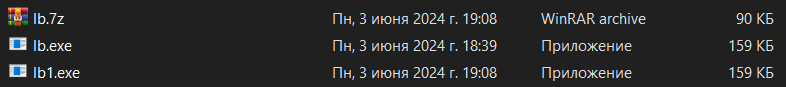 lb.7z Пн, 3 июня 2024 г. 19:08 WinRAR archive 90 КБ
lb.exe Пн, 3 июня 2024 г. 18:39 Приложение 159 КБ
lb1.exe Пн, 3 июня 2024 г. 19:08 Приложение 159 КБ